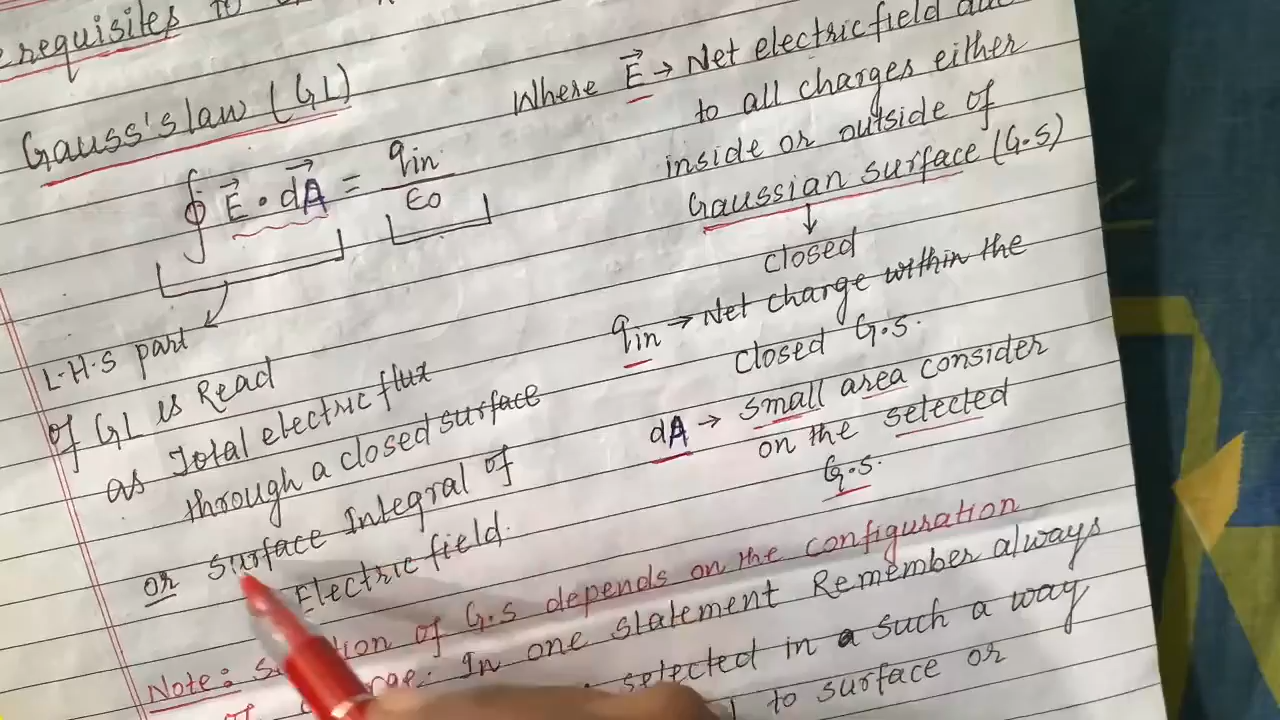 requisites to
Gauss's law (GL)
∮ E⃗ · dA⃗ = qin / ε0
L.H.S part
of GL is Read
as Total electric flux
through a closed surface
or Surface Integral of
Electric field.
Where E⃗ → Net electric field due
to all charges either
inside or outside of
Gaussian surface (G.S)
↓
closed
qin → Net charge within the
closed G.S.
dA → small area consider
on the selected
G.S.
Note: of G.S depends on the configuration
In one statement Remember always
selected in a such a way
to surface or